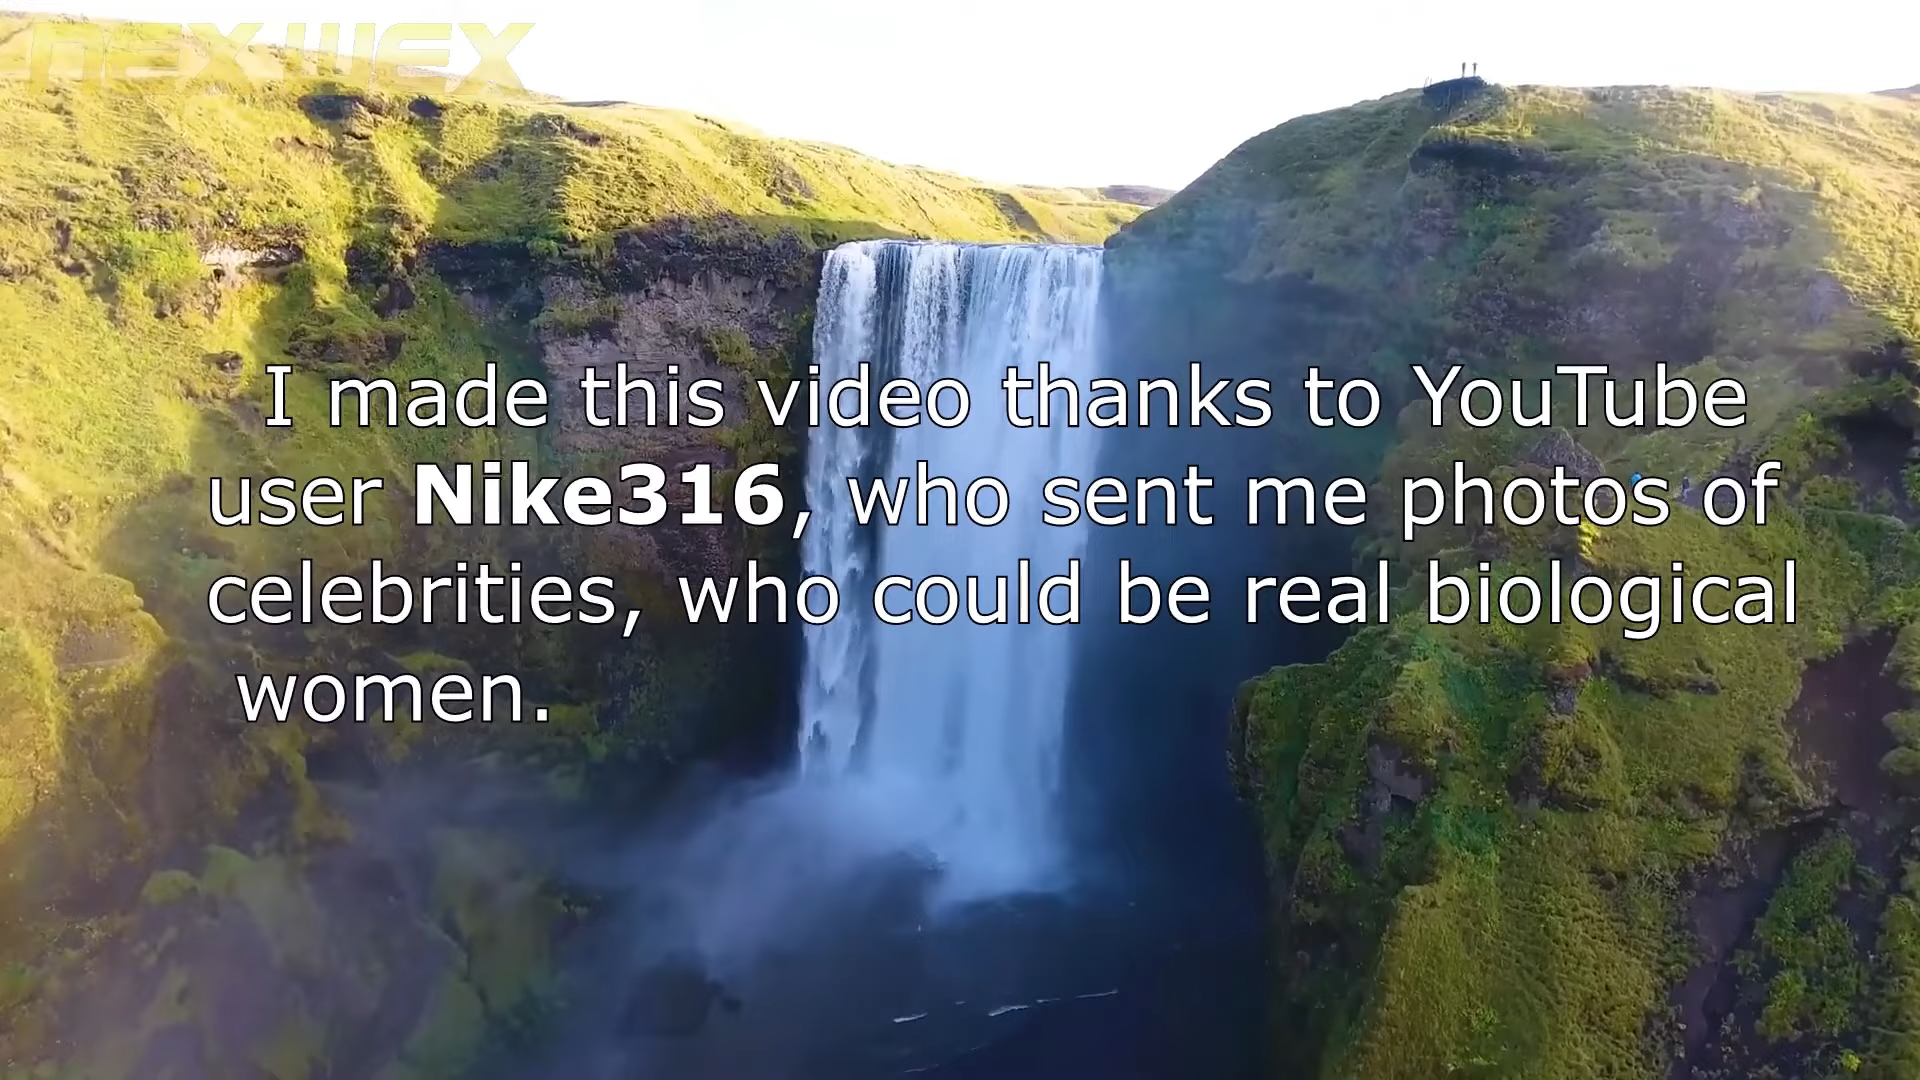 NEXWEX
I made this video thanks to YouTube
user Nike316, who sent me photos of
celebrities, who could be real biological
women.